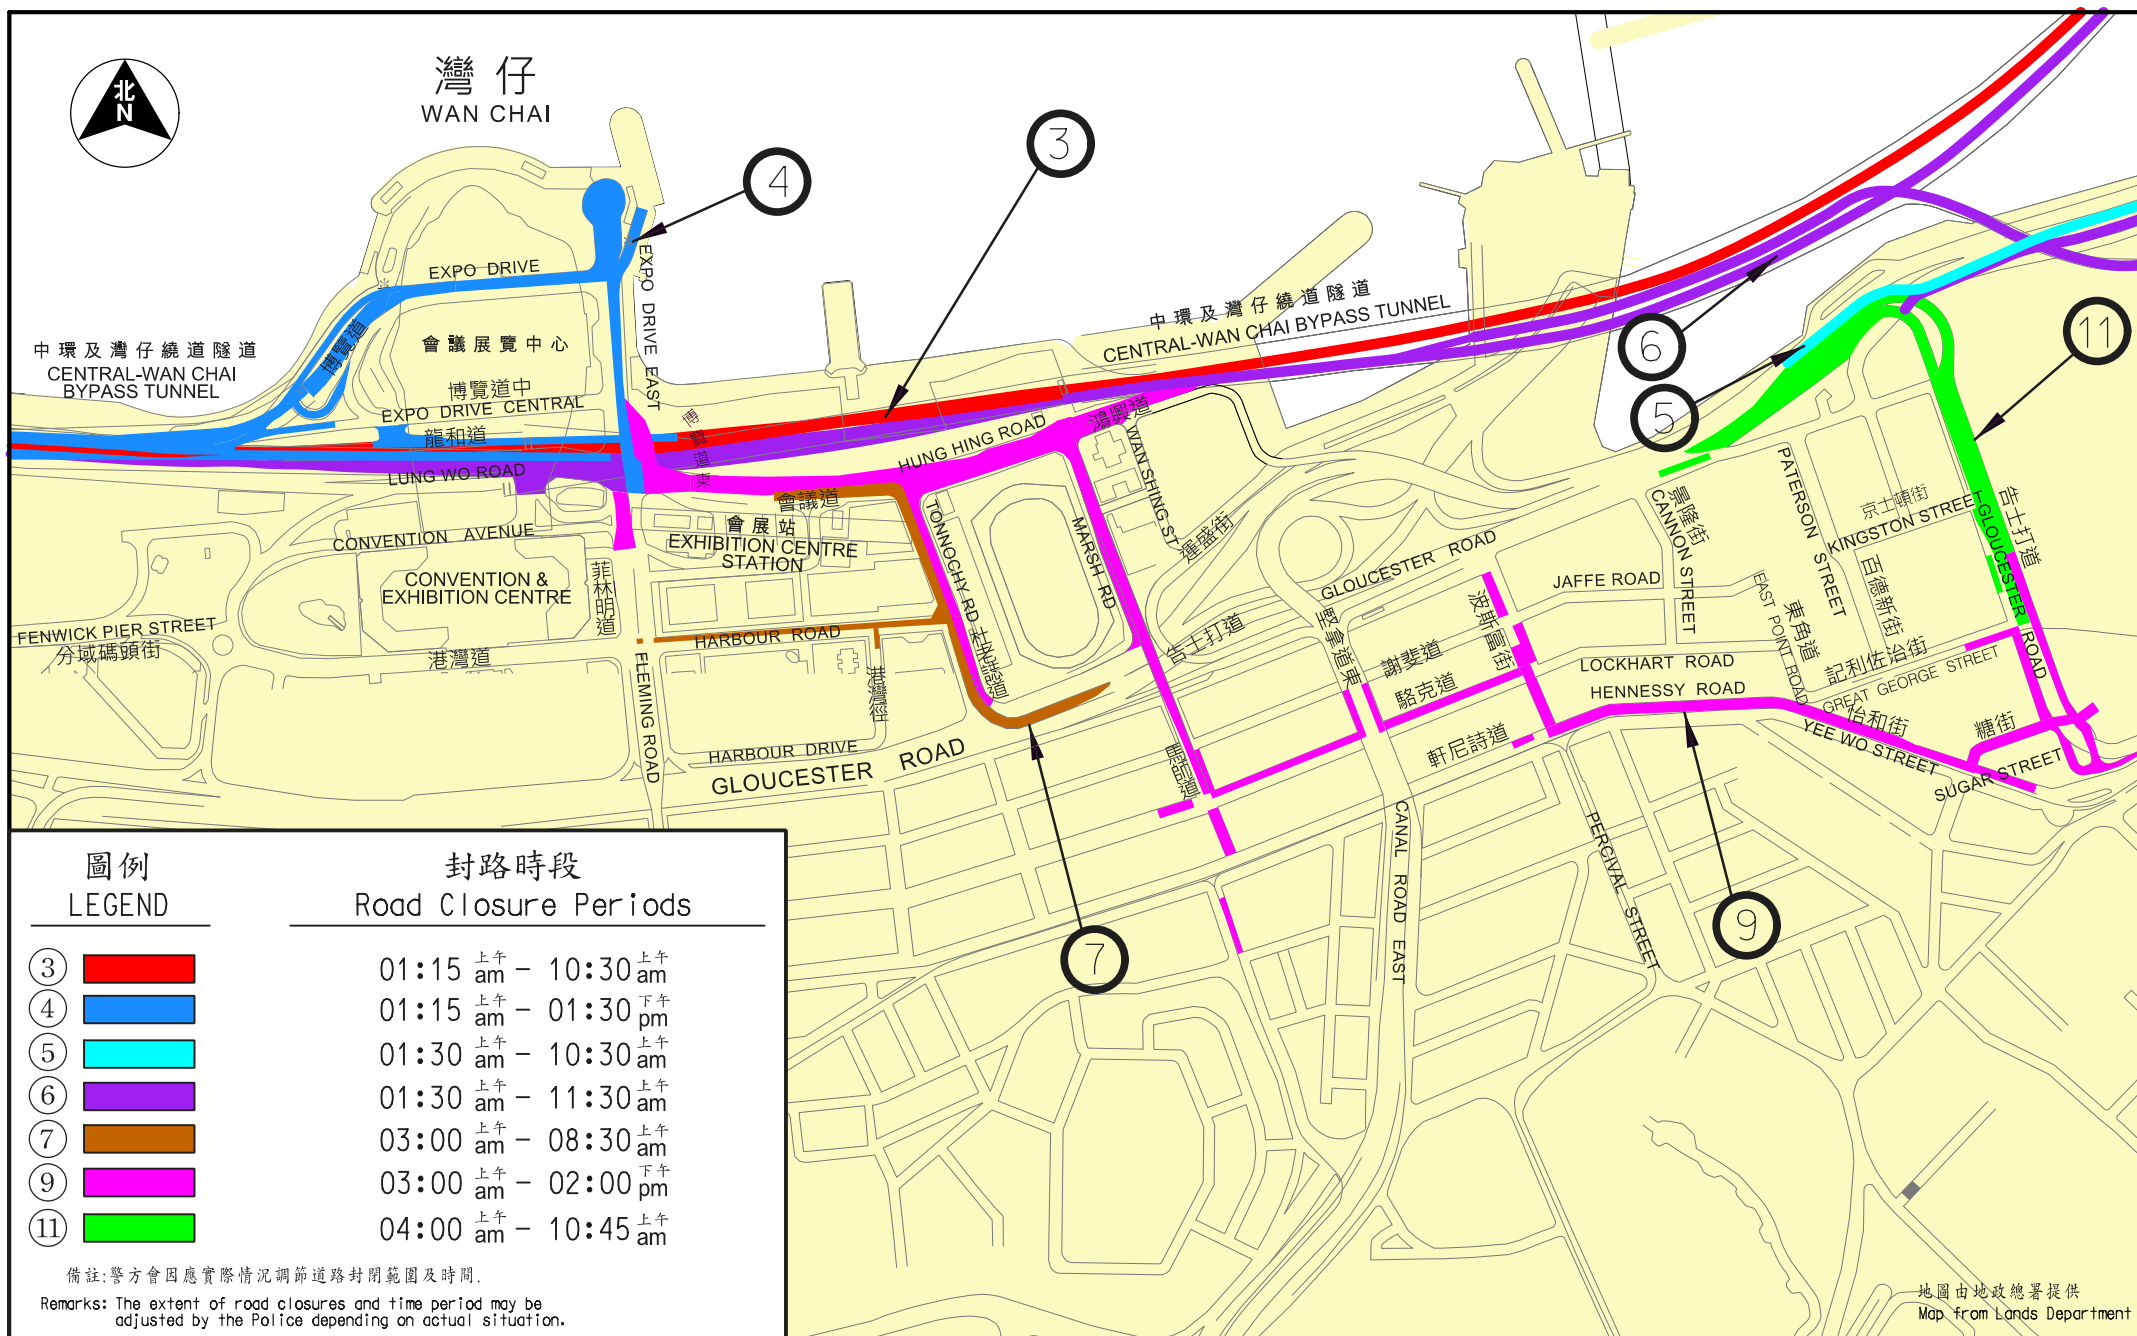 北
N
灣仔
WAN CHAI
4
3
6
5
11
7
9
EXPO DRIVE
EXPO DRIVE EAST
博覽道
會議展覽中心
中環及灣仔繞道隧道
CENTRAL-WAN CHAI
BYPASS TUNNEL
博覽道中
EXPO DRIVE CENTRAL
龍和道
LUNG WO ROAD
博覽道東
中環及灣仔繞道隧道
CENTRAL-WAN CHAI BYPASS TUNNEL
鴻興道
HUNG HING ROAD
WAN SHING ST
運盛街
會議道
CONVENTION AVENUE
會展站
EXHIBITION CENTRE
STATION
CONVENTION &
EXHIBITION CENTRE
菲林明道
FLEMING ROAD
TONNOCHY RD
杜老誌道
MARSH RD
馬師道
FENWICK PIER STREET
分域碼頭街
港灣道
HARBOUR ROAD
港灣徑
HARBOUR DRIVE
GLOUCESTER ROAD
告士打道
GLOUCESTER ROAD
堅拿道東
CANAL ROAD EAST
謝斐道
駱克道
軒尼詩道
波斯富街
PERCIVAL STREET
JAFFE ROAD
LOCKHART ROAD
HENNESSY ROAD
景隆街
CANNON STREET
PATERSON STREET
百德新街
京士頓街
KINGSTON STREET
告士打道
GLOUCESTER ROAD
東角道
EAST POINT ROAD
記利佐治街
GREAT GEORGE STREET
怡和街
YEE WO STREET
糖街
SUGAR STREET
圖例
LEGEND
封路時段
Road Closure Periods
3 01:15 上午 am - 10:30 上午 am
4 01:15 上午 am - 01:30 下午 pm
5 01:30 上午 am - 10:30 上午 am
6 01:30 上午 am - 11:30 上午 am
7 03:00 上午 am - 08:30 上午 am
9 03:00 上午 am - 02:00 下午 pm
11 04:00 上午 am - 10:45 上午 am
備註:警方會因應實際情況調節道路封閉範圍及時間.
Remarks: The extent of road closures and time period may be
adjusted by the Police depending on actual situation.
地圖由地政總署提供
Map from Lands Department